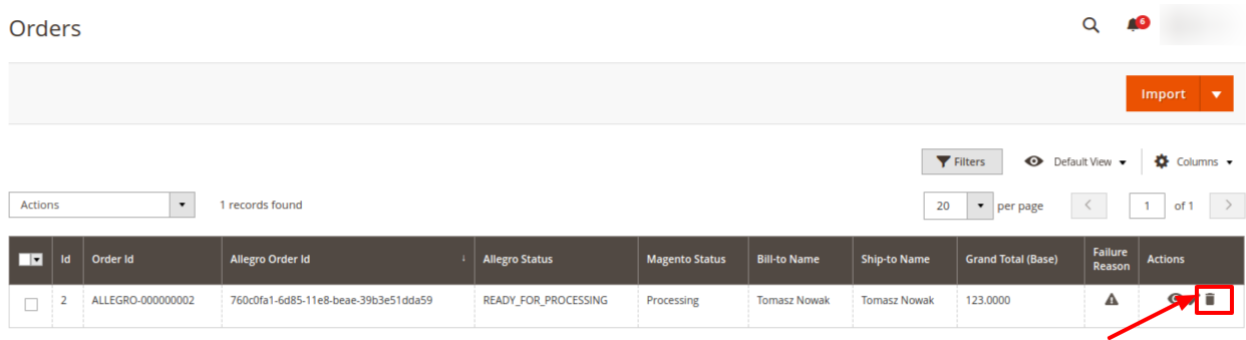 Orders
6
Import
Filters
Default View
Columns
Actions
1 records found
20
per page
1
of 1
Id
Order Id
Allegro Order Id
Allegro Status
Magento Status
Bill-to Name
Ship-to Name
Grand Total (Base)
Failure
Reason
Actions
2
ALLEGRO-000000002
760c0fa1-6d85-11e8-beae-39b3e51dda59
READY_FOR_PROCESSING
Processing
Tomasz Nowak
Tomasz Nowak
123.0000